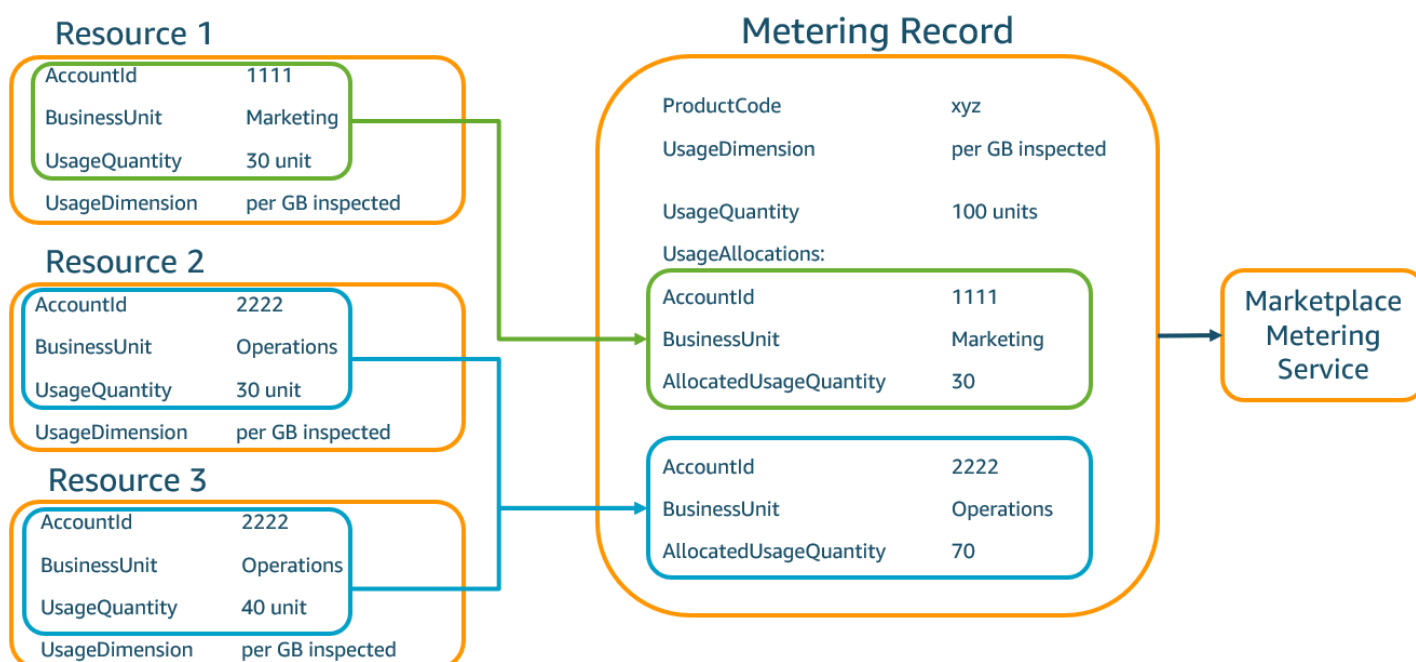 Resource 1
AccountId 1111
BusinessUnit Marketing
UsageQuantity 30 unit
UsageDimension per GB inspected
Resource 2
AccountId 2222
BusinessUnit Operations
UsageQuantity 30 unit
UsageDimension per GB inspected
Resource 3
AccountId 2222
BusinessUnit Operations
UsageQuantity 40 unit
UsageDimension per GB inspected
Metering Record
ProductCode xyz
UsageDimension per GB inspected
UsageQuantity 100 units
UsageAllocations:
AccountId 1111
BusinessUnit Marketing
AllocatedUsageQuantity 30
AccountId 2222
BusinessUnit Operations
AllocatedUsageQuantity 70
Marketplace
Metering
Service